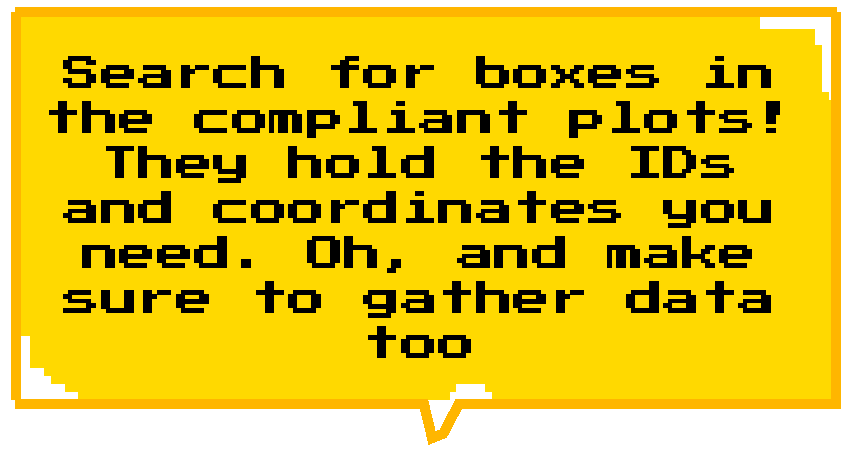 Search for boxes in
the compliant plots!
They hold the IDs
and coordinates you
need. Oh, and make
sure to gather data
too